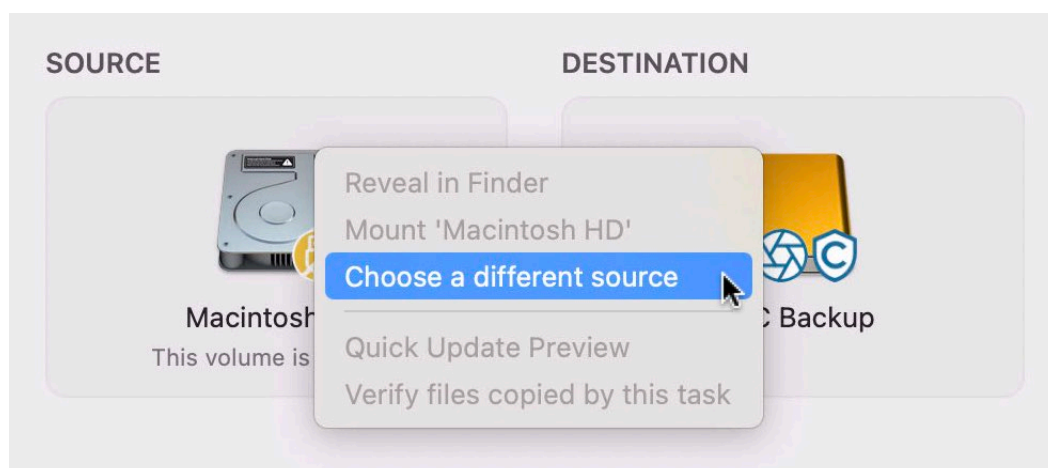 SOURCE
DESTINATION
Reveal in Finder
Mount 'Macintosh HD'
Choose a different source
Macintosh
Backup
This volume is
Quick Update Preview
Verify files copied by this task